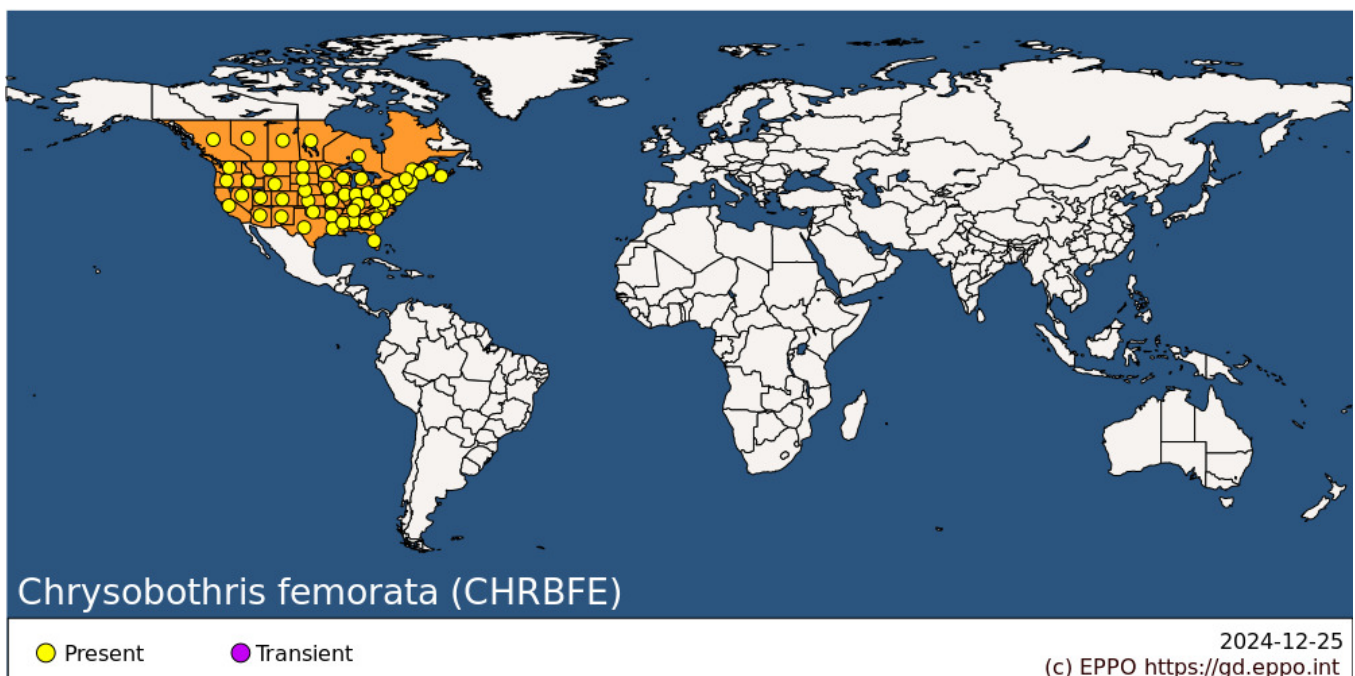 Chrysobothris femorata (CHRBFE)
Present
Transient
2024-12-25
(c) EPPO https://gd.eppo.int